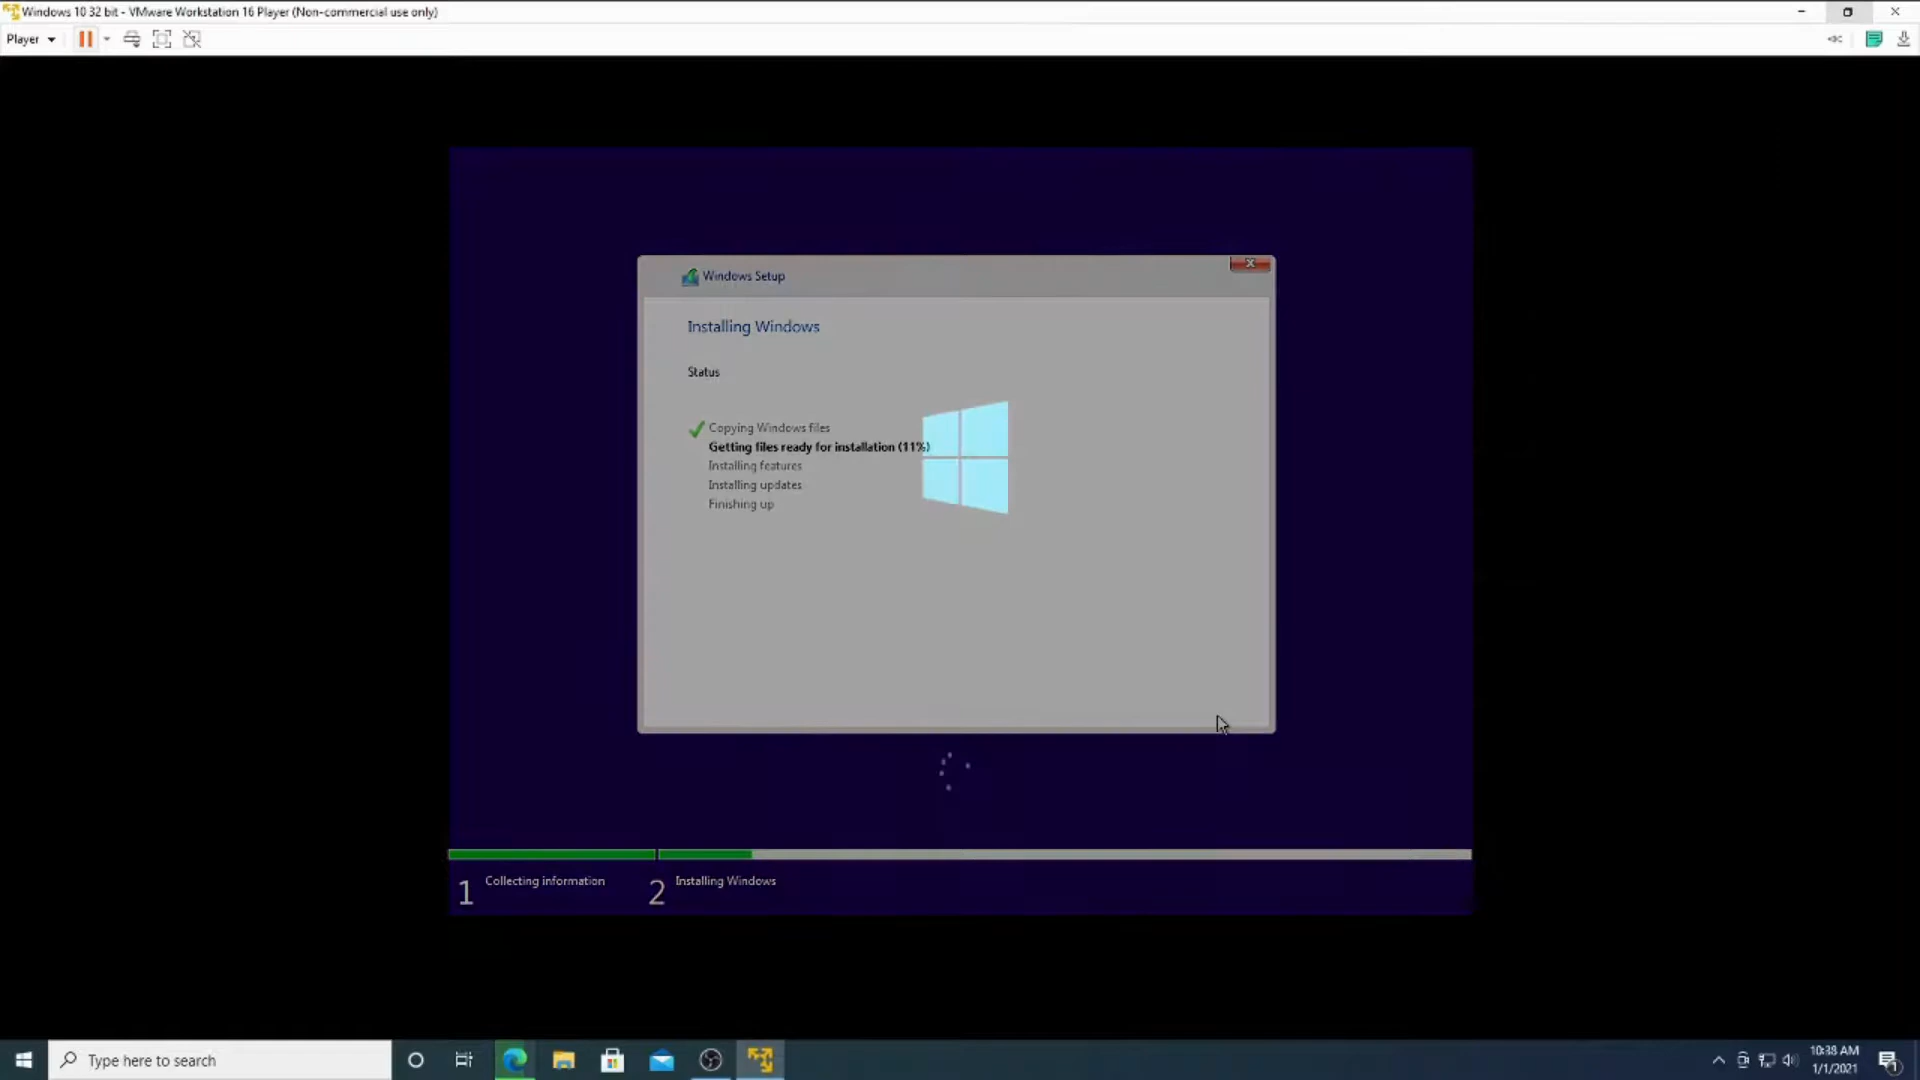 Windows 10 32 bit - VMware Workstation 16 Player (Non-commercial use only)
Player
Windows Setup
Installing Windows
Status
Copying Windows files
Getting files ready for installation (11%)
Installing features
Installing updates
Finishing up
1 Collecting information
2 Installing Windows
Type here to search
10:38 AM
1/1/2021
1